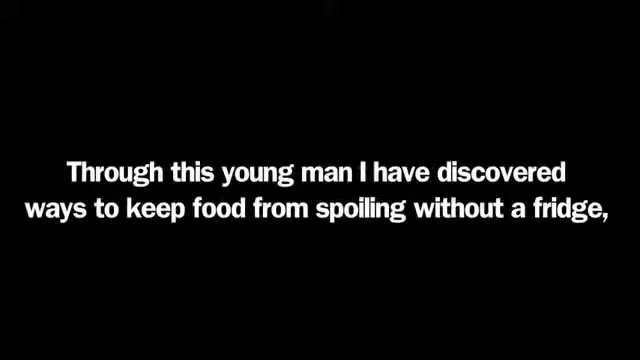 Through this young man I have discovered
ways to keep food from spoiling without a fridge,